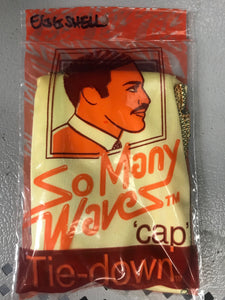 EGGSHELL
So Many
Waves™
'cap'
Tie-down